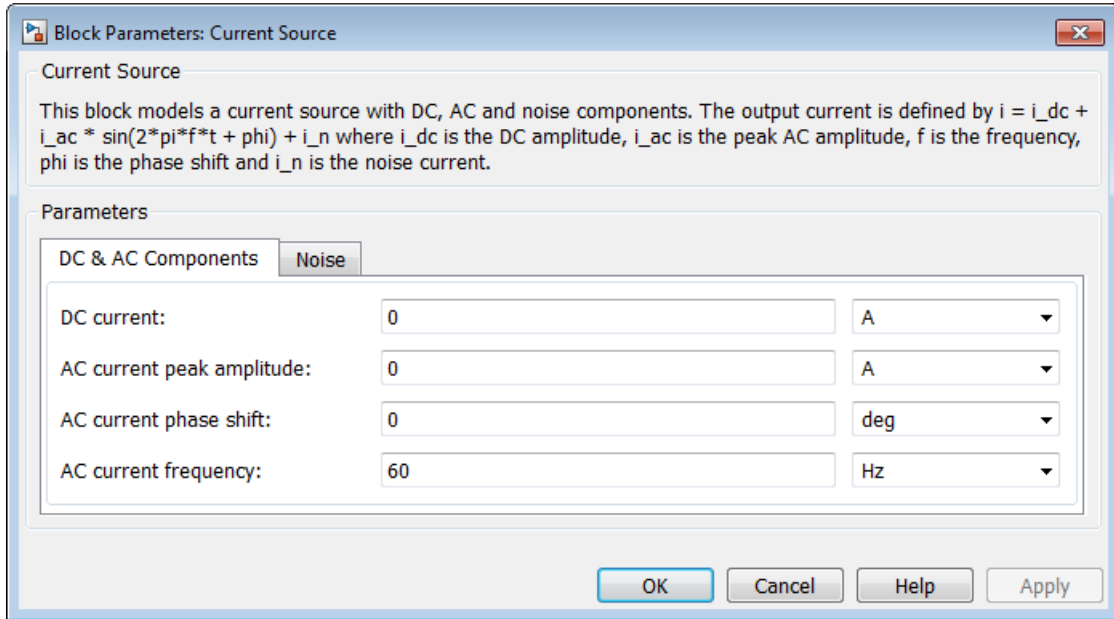 Block Parameters: Current Source
Current Source
This block models a current source with DC, AC and noise components. The output current is defined by i = i_dc +
i_ac * sin(2*pi*f*t + phi) + i_n where i_dc is the DC amplitude, i_ac is the peak AC amplitude, f is the frequency,
phi is the phase shift and i_n is the noise current.
Parameters
DC & AC Components Noise
DC current: 0 A
AC current peak amplitude: 0 A
AC current phase shift: 0 deg
AC current frequency: 60 Hz
OK Cancel Help Apply